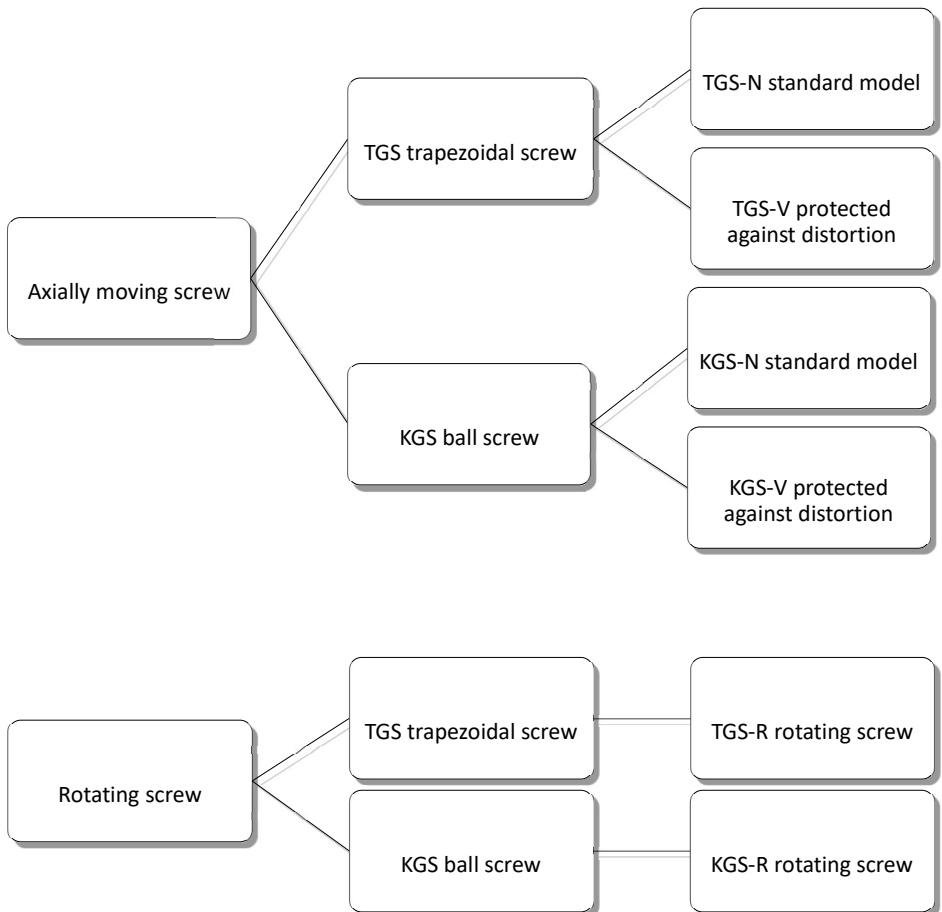 TGS-N standard model
TGS trapezoidal screw
TGS-V protected
against distortion
Axially moving screw
KGS-N standard model
KGS ball screw
KGS-V protected
against distortion
TGS trapezoidal screw
TGS-R rotating screw
Rotating screw
KGS ball screw
KGS-R rotating screw